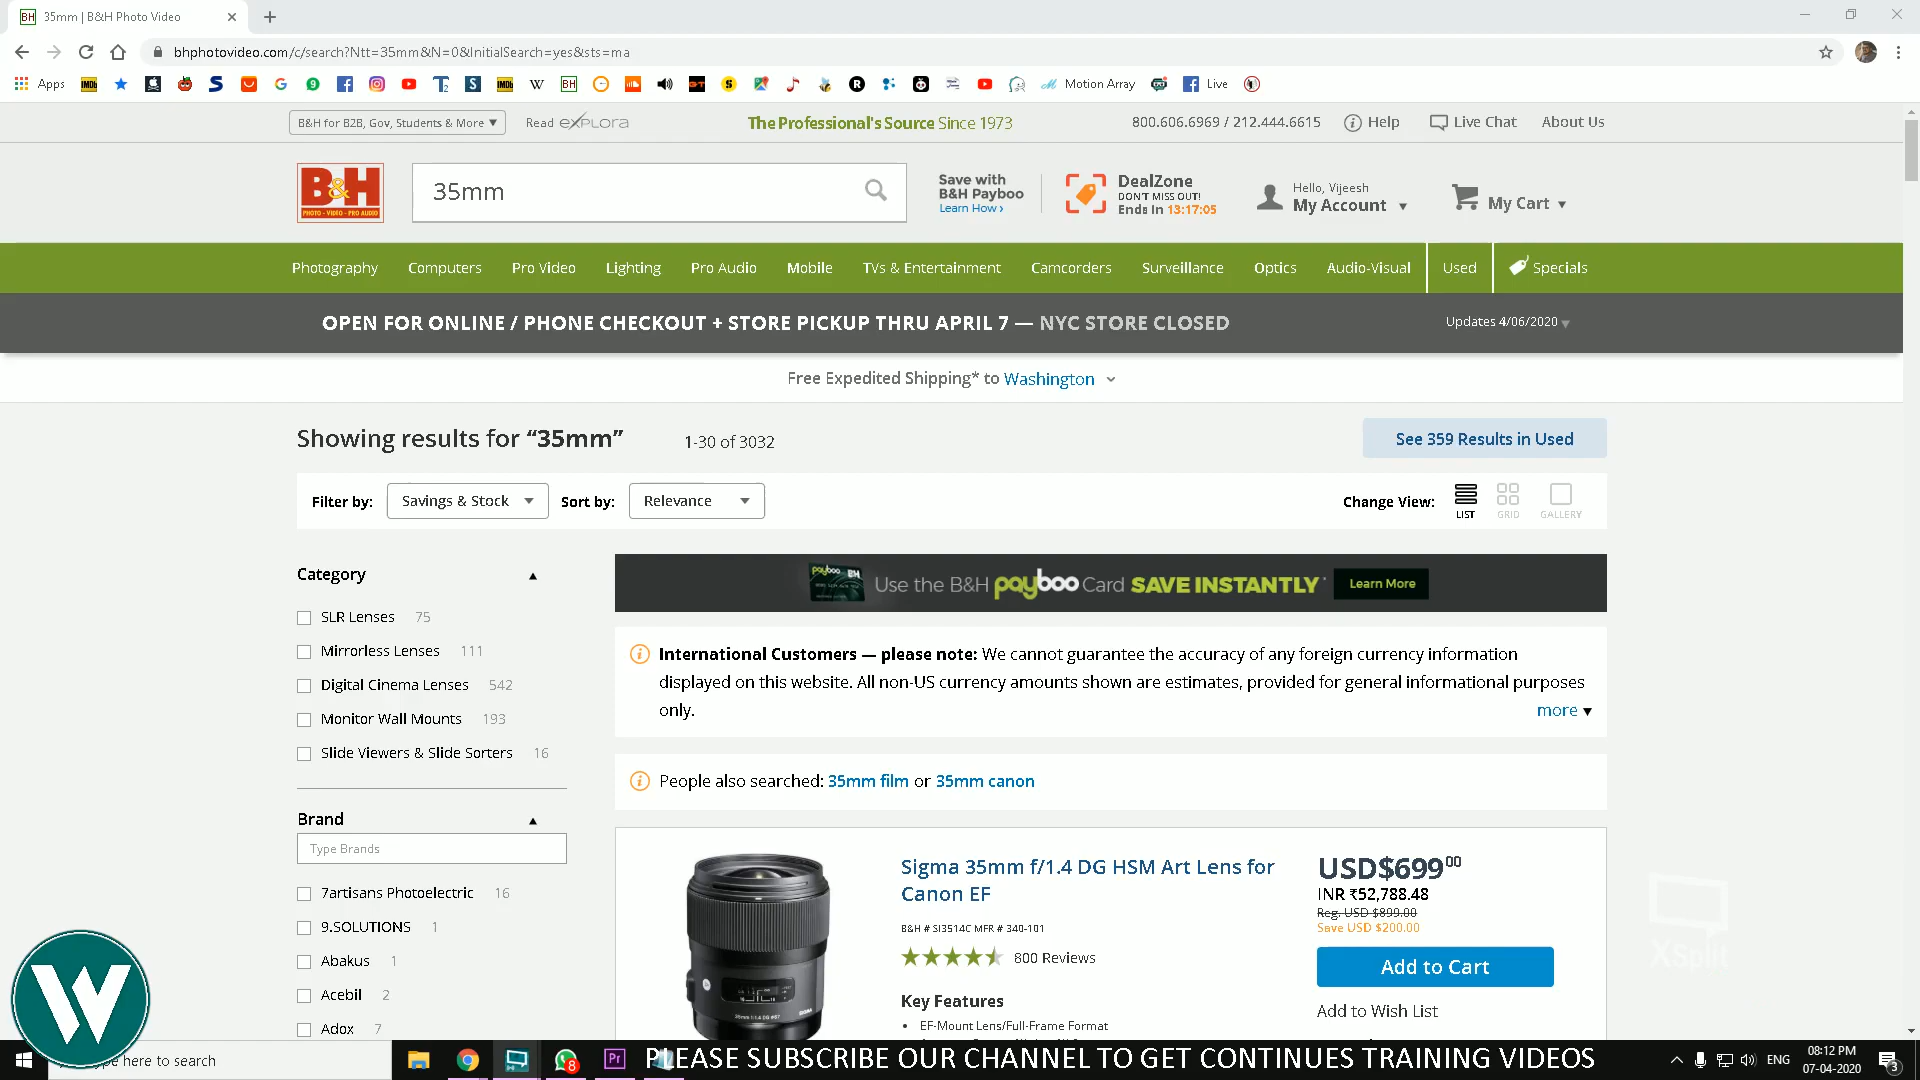 35mm | B&H Photo Video
bhphotovideo.com/c/search?Ntt=35mm&N=0&InitialSearch=yes&sts=ma
Apps
Motion Array
Live
B&H for B2B, Gov, Students & More
Read explora
The Professional's Source Since 1973
800.606.6969 / 212.444.6615
Help
Live Chat
About Us
B&H
PHOTO - VIDEO - PRO AUDIO
35mm
Save with
B&H Payboo
Learn How ›
DealZone
DON'T MISS OUT!
Ends In 13:17:05
Hello, Vijeesh
My Account
My Cart
Photography Computers Pro Video Lighting Pro Audio Mobile TVs & Entertainment Camcorders Surveillance Optics Audio-Visual Used Specials
OPEN FOR ONLINE / PHONE CHECKOUT + STORE PICKUP THRU APRIL 7 — NYC STORE CLOSED
Updates 4/06/2020
Free Expedited Shipping* to Washington
Showing results for “35mm”
1-30 of 3032
See 359 Results in Used
Filter by: Savings & Stock Sort by: Relevance
Change View:
LIST GRID GALLERY
Category
SLR Lenses 75
Mirrorless Lenses 111
Digital Cinema Lenses 542
Monitor Wall Mounts 193
Slide Viewers & Slide Sorters 16
Brand
Type Brands
7artisans Photoelectric 16
9.SOLUTIONS 1
Abakus 1
Acebil 2
Adox 7
Use the B&H payboo Card SAVE INSTANTLY*
Learn More
International Customers — please note: We cannot guarantee the accuracy of any foreign currency information
displayed on this website. All non-US currency amounts shown are estimates, provided for general informational purposes
only.
more
People also searched: 35mm film or 35mm canon
Sigma 35mm f/1.4 DG HSM Art Lens for
Canon EF
B&H # SI3514C MFR # 340-101
800 Reviews
Key Features
EF-Mount Lens/Full-Frame Format
USD$699 00
INR ₹52,788.48
Reg. USD $899.00
Save USD $200.00
Add to Cart
Add to Wish List
XSplit
W
pe here to search
PLEASE SUBSCRIBE OUR CHANNEL TO GET CONTINUES TRAINING VIDEOS
ENG
08:12 PM
07-04-2020